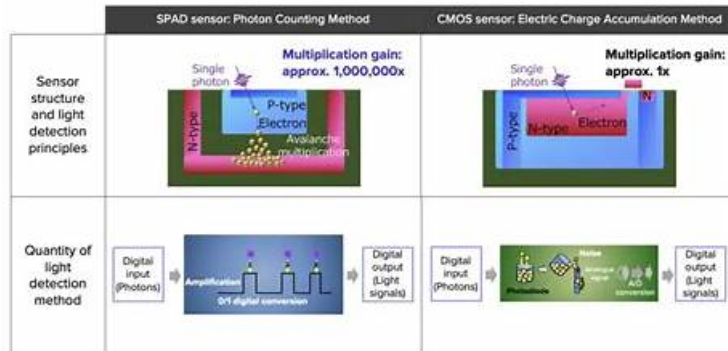 SPAD sensor: Photon Counting Method
CMOS sensor: Electric Charge Accumulation Method
Sensor
structure and
light detection
principles
Multiplication gain:
approx. 1,000,000x
Single
photon
P-type
Electron
N-type
Avalanche
multiplication
Multiplication gain:
approx. 1x
Single
photon
N
P-type
N-type
Electron
Quantity of
light
detection
method
Digital
input
(Photons)
Amplification
0/1 digital conversion
Digital
output
(Light
signals)
Digital
input
(Photons)
Photodiode
Noise
Analogue
signal
A/D
conversion
Digital
output
(Light
signals)